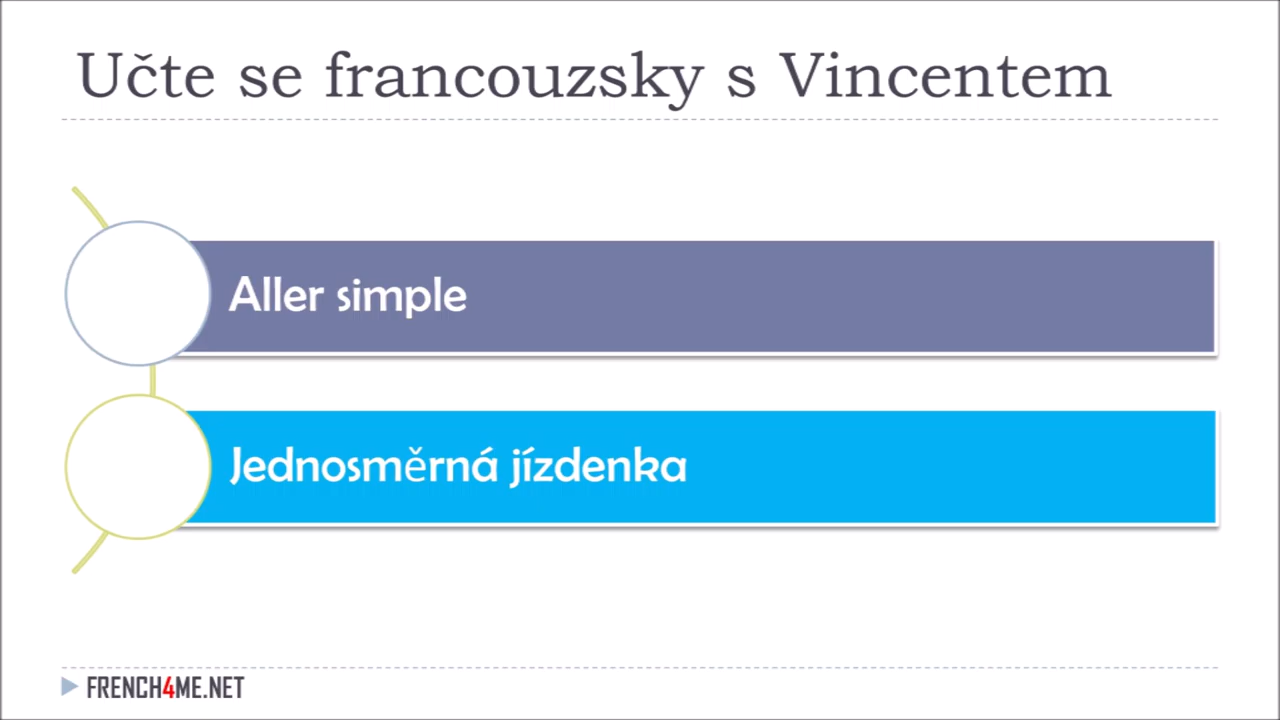 Učte se francouzsky s Vincentem
Aller simple
Jednosměrná jízdenka
FRENCH4ME.NET